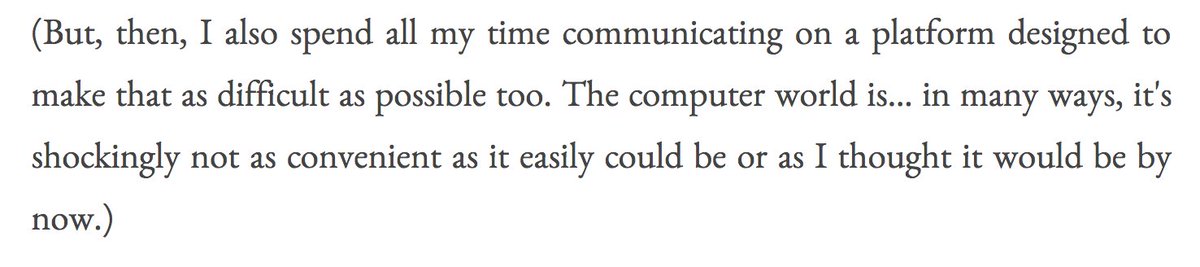 (But, then, I also spend all my time communicating on a platform designed to
make that as difficult as possible too. The computer world is... in many ways, it's
shockingly not as convenient as it easily could be or as I thought it would be by
now.)